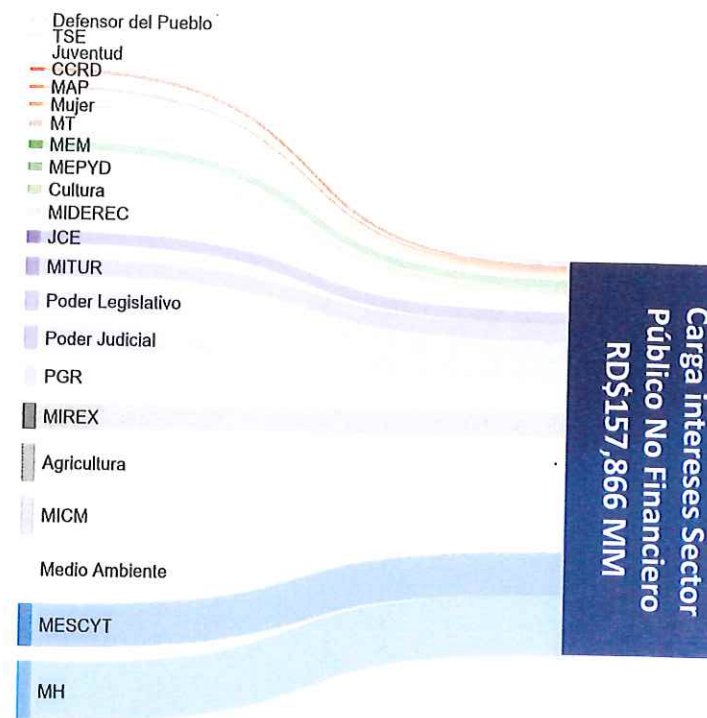 Defensor del Pueblo
TSE
Juventud
CCRD
MAP
Mujer
MT
MEM
MEPYD
Cultura
MIDEREC
JCE
MITUR
Poder Legislativo
Poder Judicial
PGR
MIREX
Agricultura
MICM
Medio Ambiente
MESCYT
MH
Carga intereses Sector
Público No Financiero
RD$157,866 MM